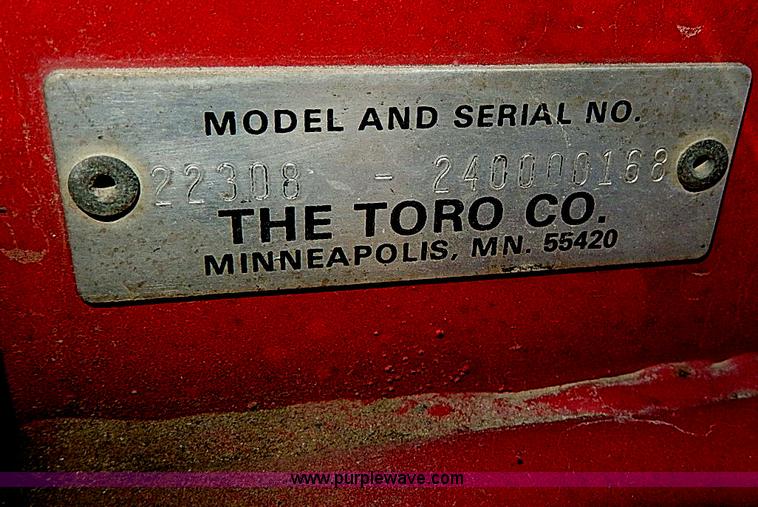 MODEL AND SERIAL NO.
22308 - 240000168
THE TORO CO.
MINNEAPOLIS, MN. 55420
www.purplewave.com